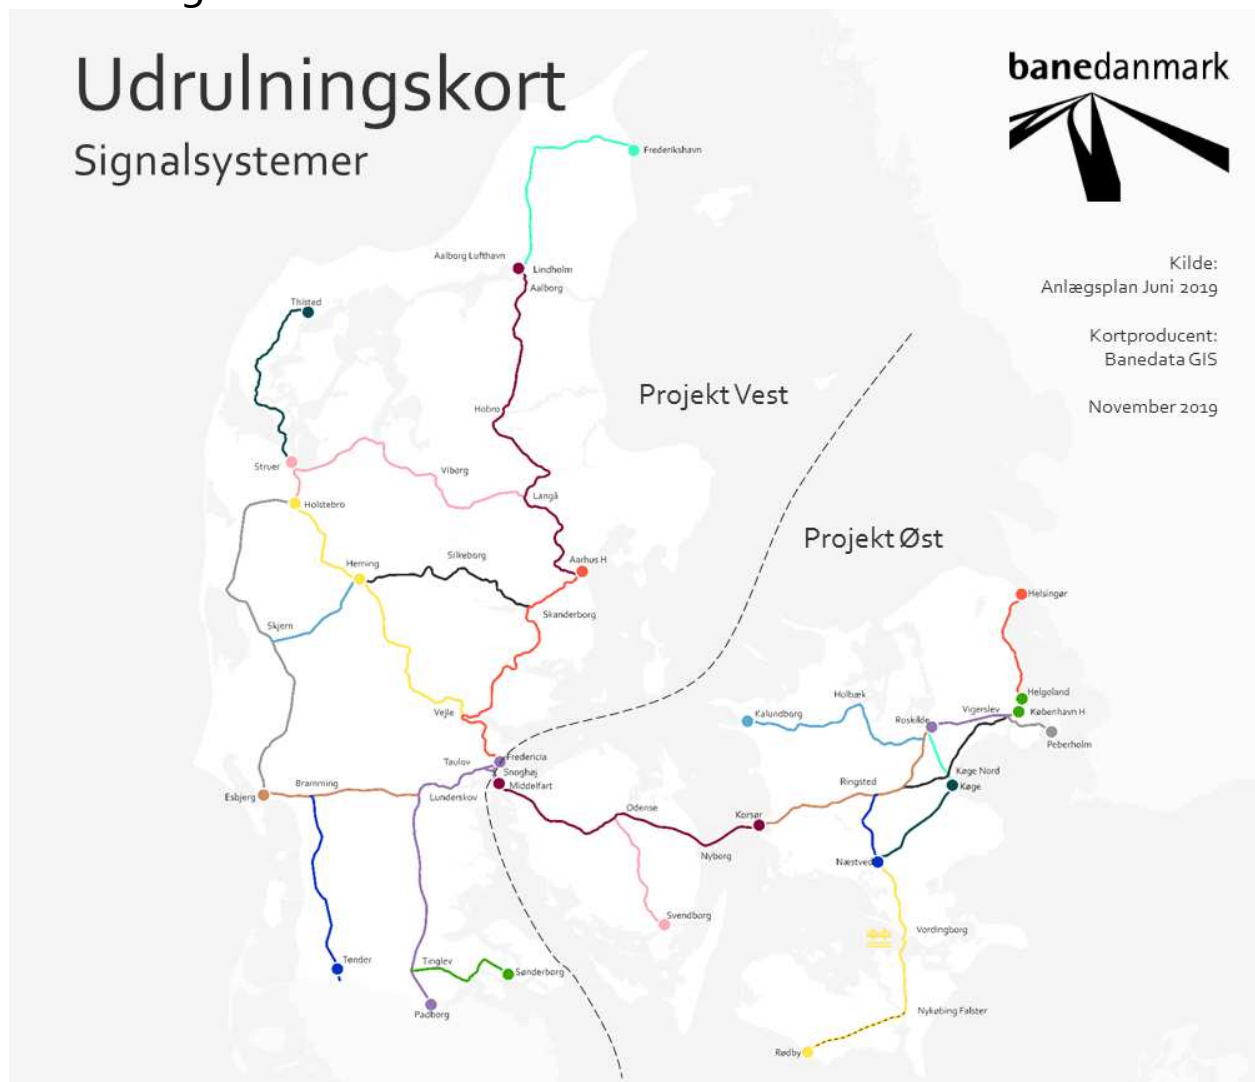 Udrulningskort
Signalsystemer
banedanmark
Kilde:
Anlægsplan Juni 2019
Kortproducent:
Banedata GIS
November 2019
Projekt Vest
Projekt Øst
Frederikshavn
Aalborg Lufthavn
Lindholm
Aalborg
Thisted
Hobro
Struer
Viborg
Langå
Holstebro
Herning
Silkeborg
Aarhus H
Skanderborg
Skjern
Vejle
Fredericia
Taulov
Snoghøj
Middelfart
Esbjerg
Bramming
Lunderskov
Odense
Korsør
Nyborg
Svendborg
Tønder
Tinglev
Sønderborg
Padborg
Helsingør
Helgoland
København H
Holbæk
Kalundborg
Roskilde
Vigerslev
Peberholm
Køge Nord
Ringsted
Køge
Næstved
Vordingborg
Nykøbing Falster
Rødby